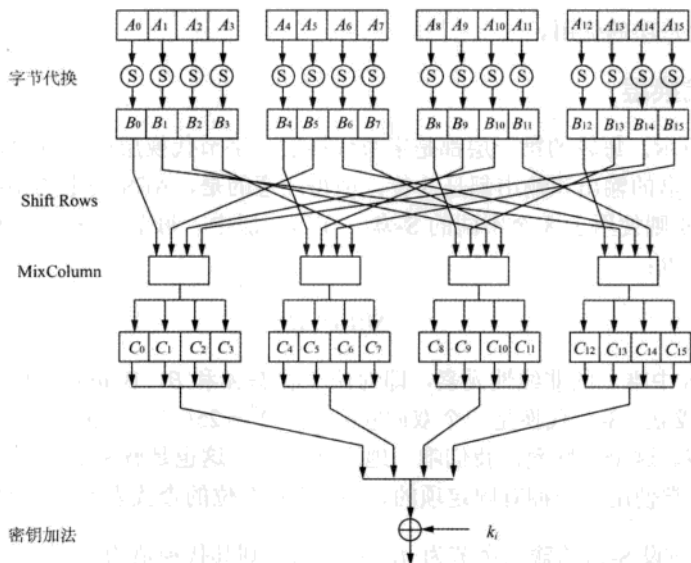 A0 A1 A2 A3 A4 A5 A6 A7 A8 A9 A10 A11 A12 A13 A14 A15
字节代换 S S S S S S S S S S S S S S S S
B0 B1 B2 B3 B4 B5 B6 B7 B8 B9 B10 B11 B12 B13 B14 B15
Shift Rows
MixColumn
C0 C1 C2 C3 C4 C5 C6 C7 C8 C9 C10 C11 C12 C13 C14 C15
密钥加法 ki